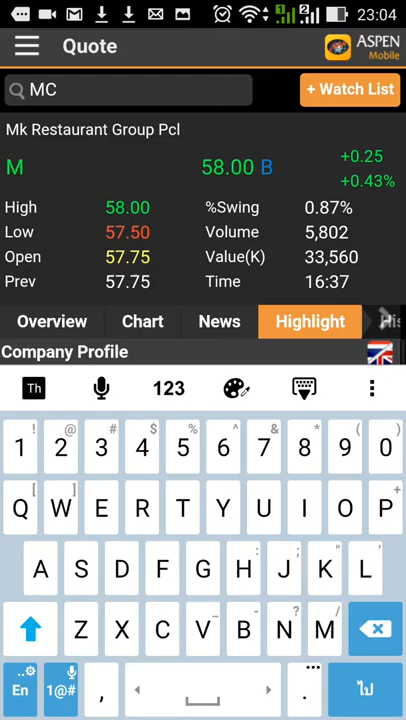 23:04
Quote
ASPEN
Mobile
MC
+ Watch List
Mk Restaurant Group Pcl
M 58.00 B +0.25
+0.43%
High 58.00 %Swing 0.87%
Low 57.50 Volume 5,802
Open 57.75 Value(K) 33,560
Prev 57.75 Time 16:37
Overview Chart News Highlight His
Company Profile
Th 123
! @ # $ % ^ & * ( )
1 2 3 4 5 6 7 8 9 0
[ ] < > +
Q W E R T Y U I O P
: ; " '
A S D F G H J K L
_ - ? /
Z X C V B N M
En 1@# , . ไป